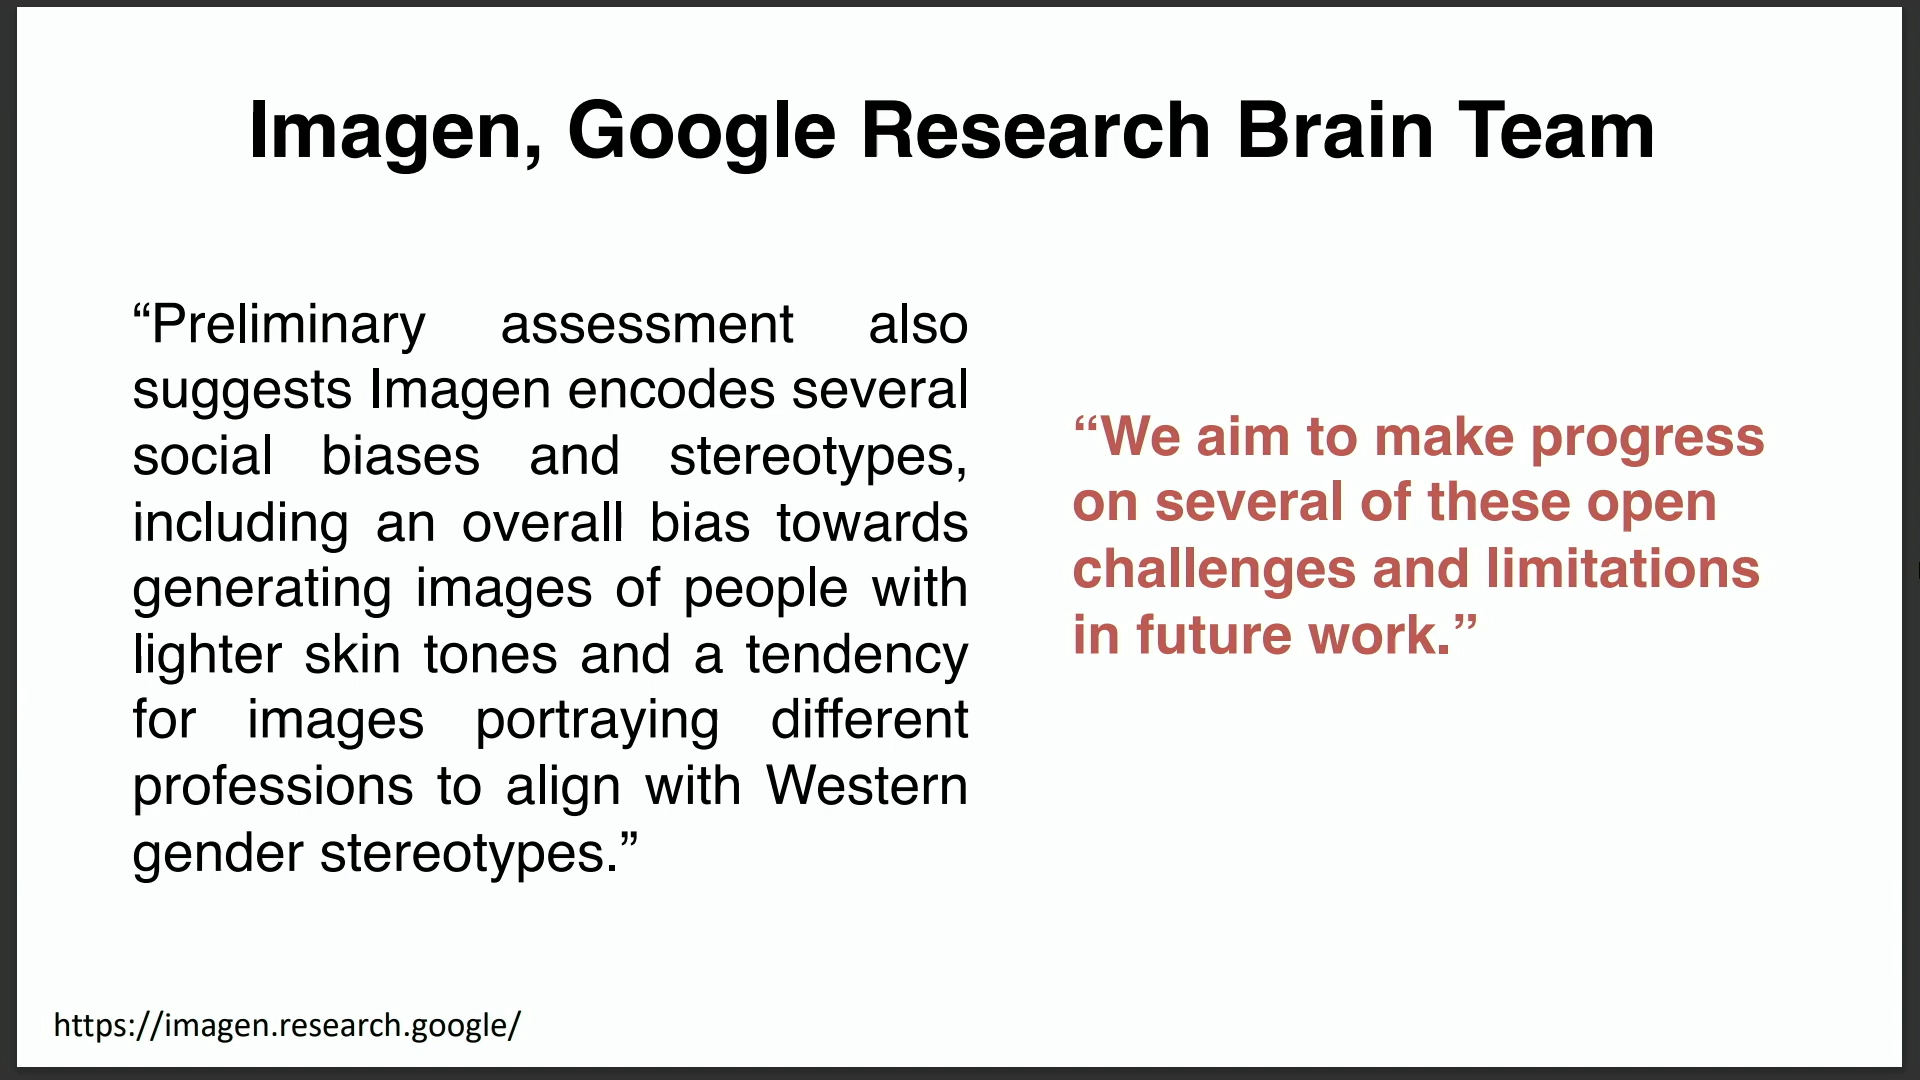 Imagen, Google Research Brain Team
“Preliminary assessment also
suggests Imagen encodes several
social biases and stereotypes,
including an overall bias towards
generating images of people with
lighter skin tones and a tendency
for images portraying different
professions to align with Western
gender stereotypes.”
“We aim to make progress
on several of these open
challenges and limitations
in future work.”
https://imagen.research.google/